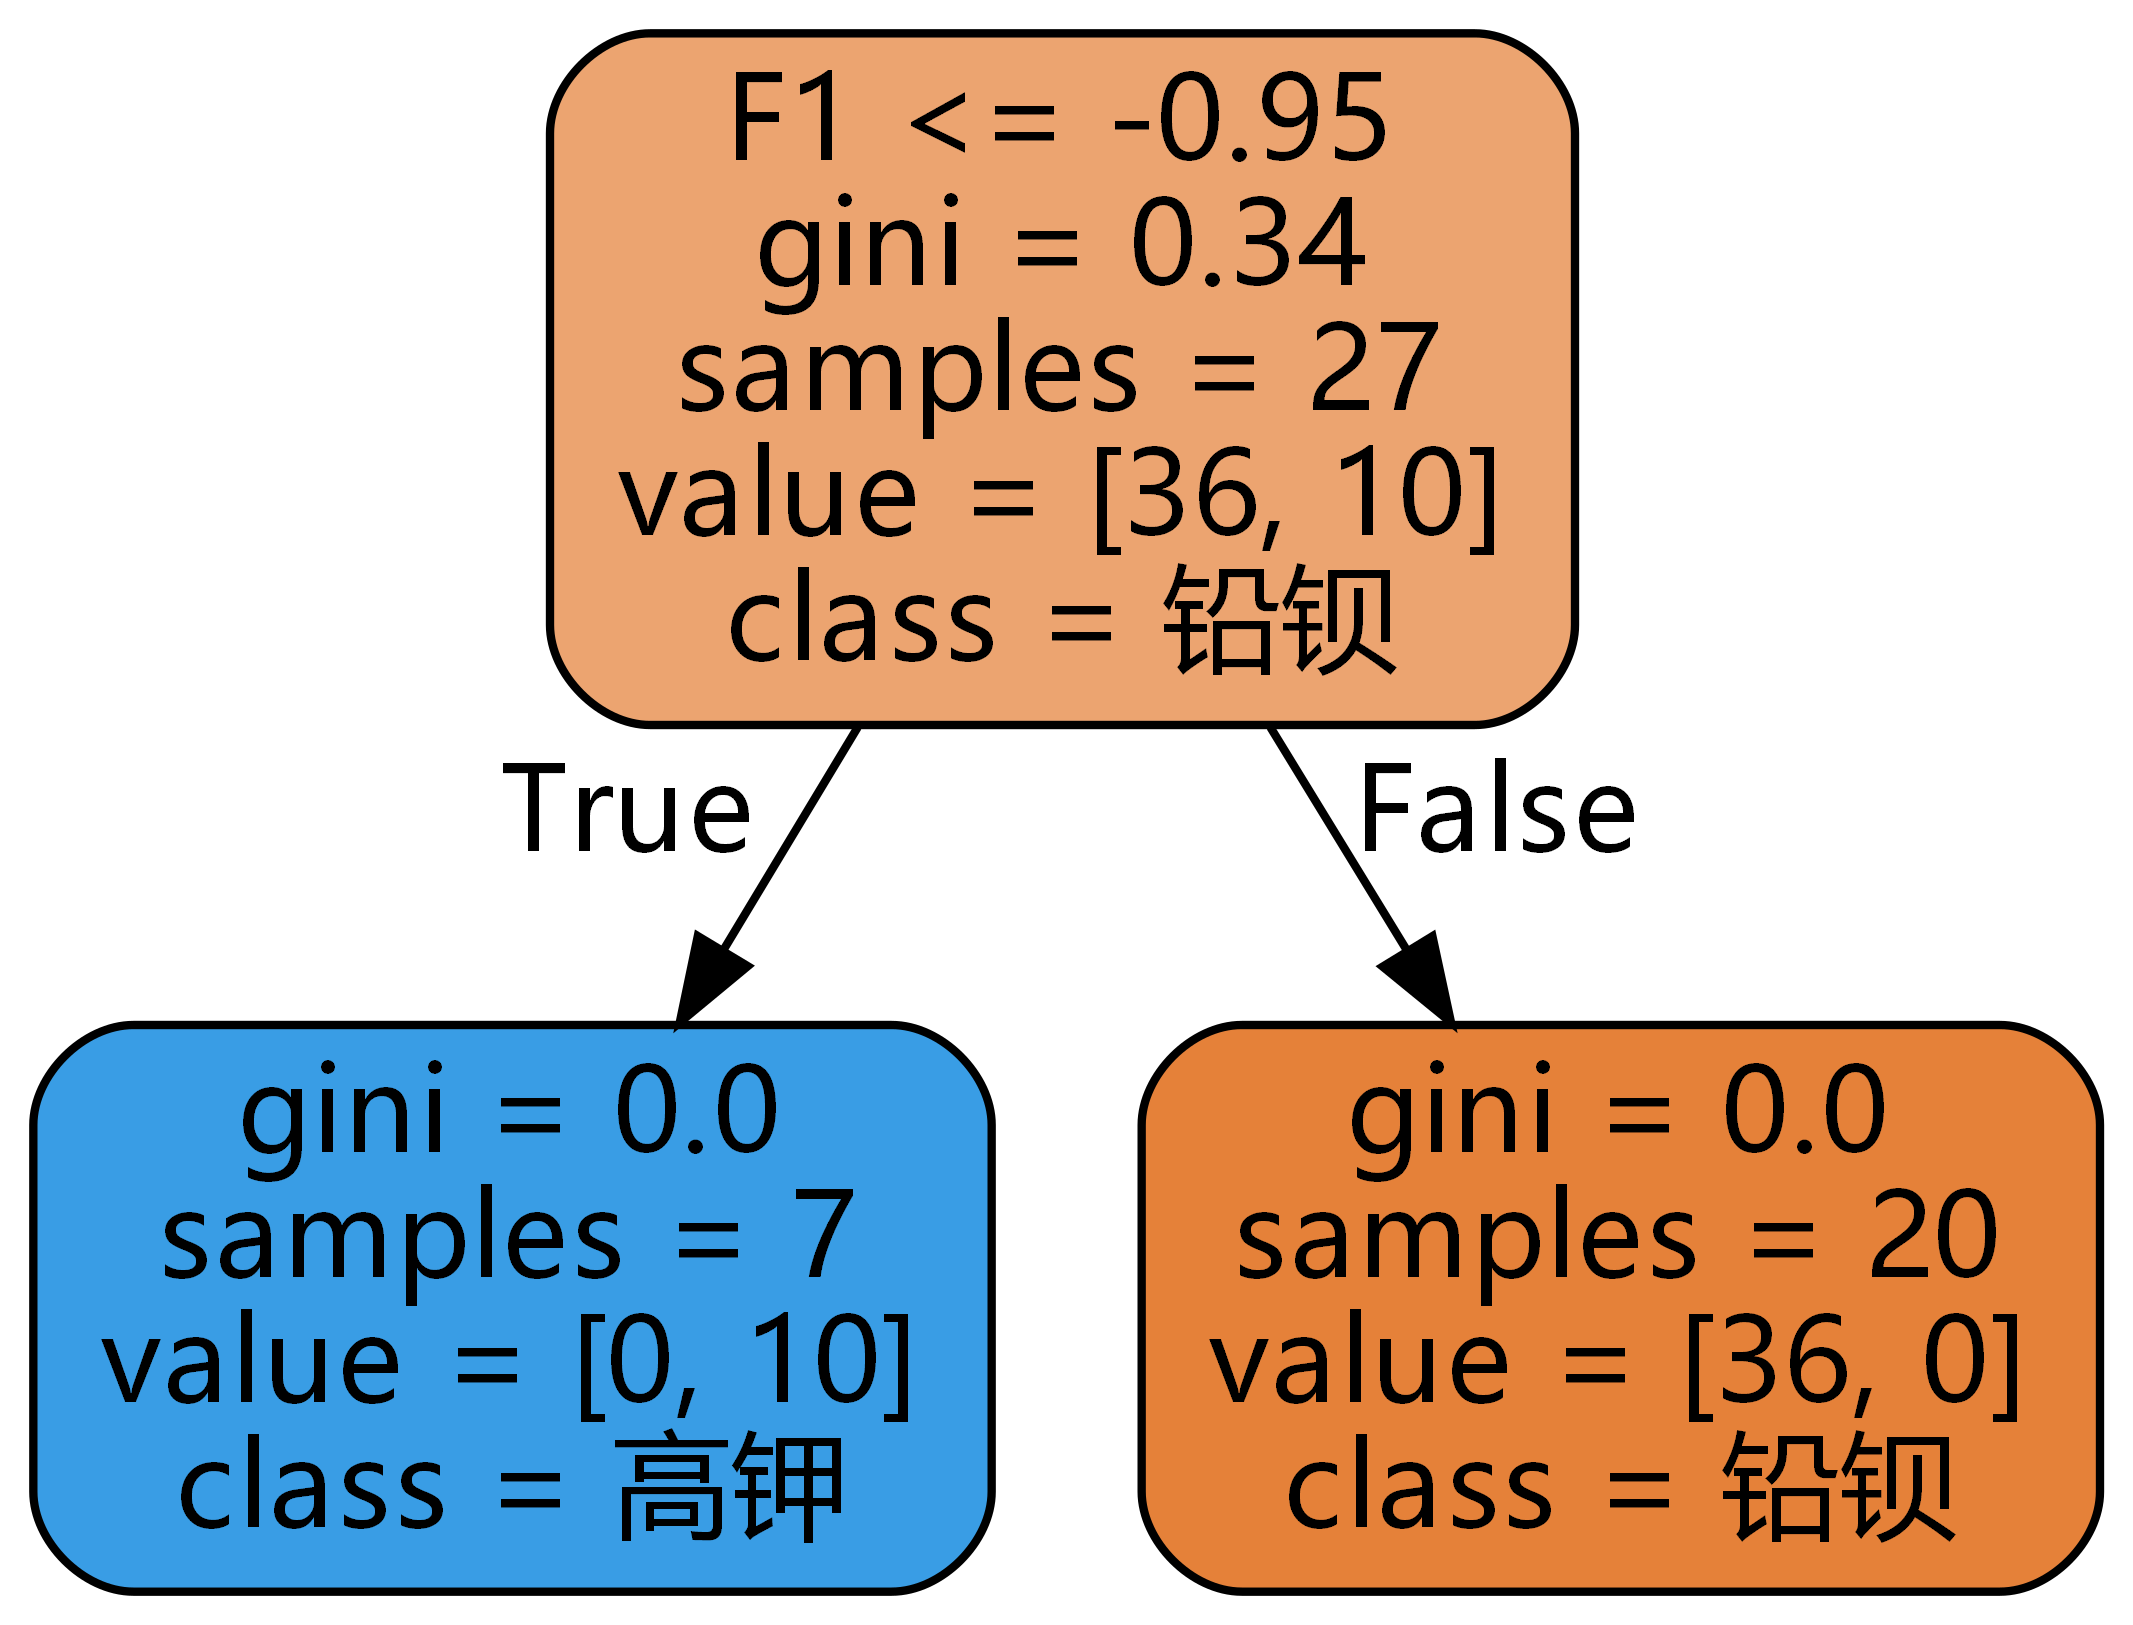 F1 <= -0.95
gini = 0.34
samples = 27
value = [36, 10]
class = 铅钡
True
False
gini = 0.0
samples = 7
value = [0, 10]
class = 高钾
gini = 0.0
samples = 20
value = [36, 0]
class = 铅钡